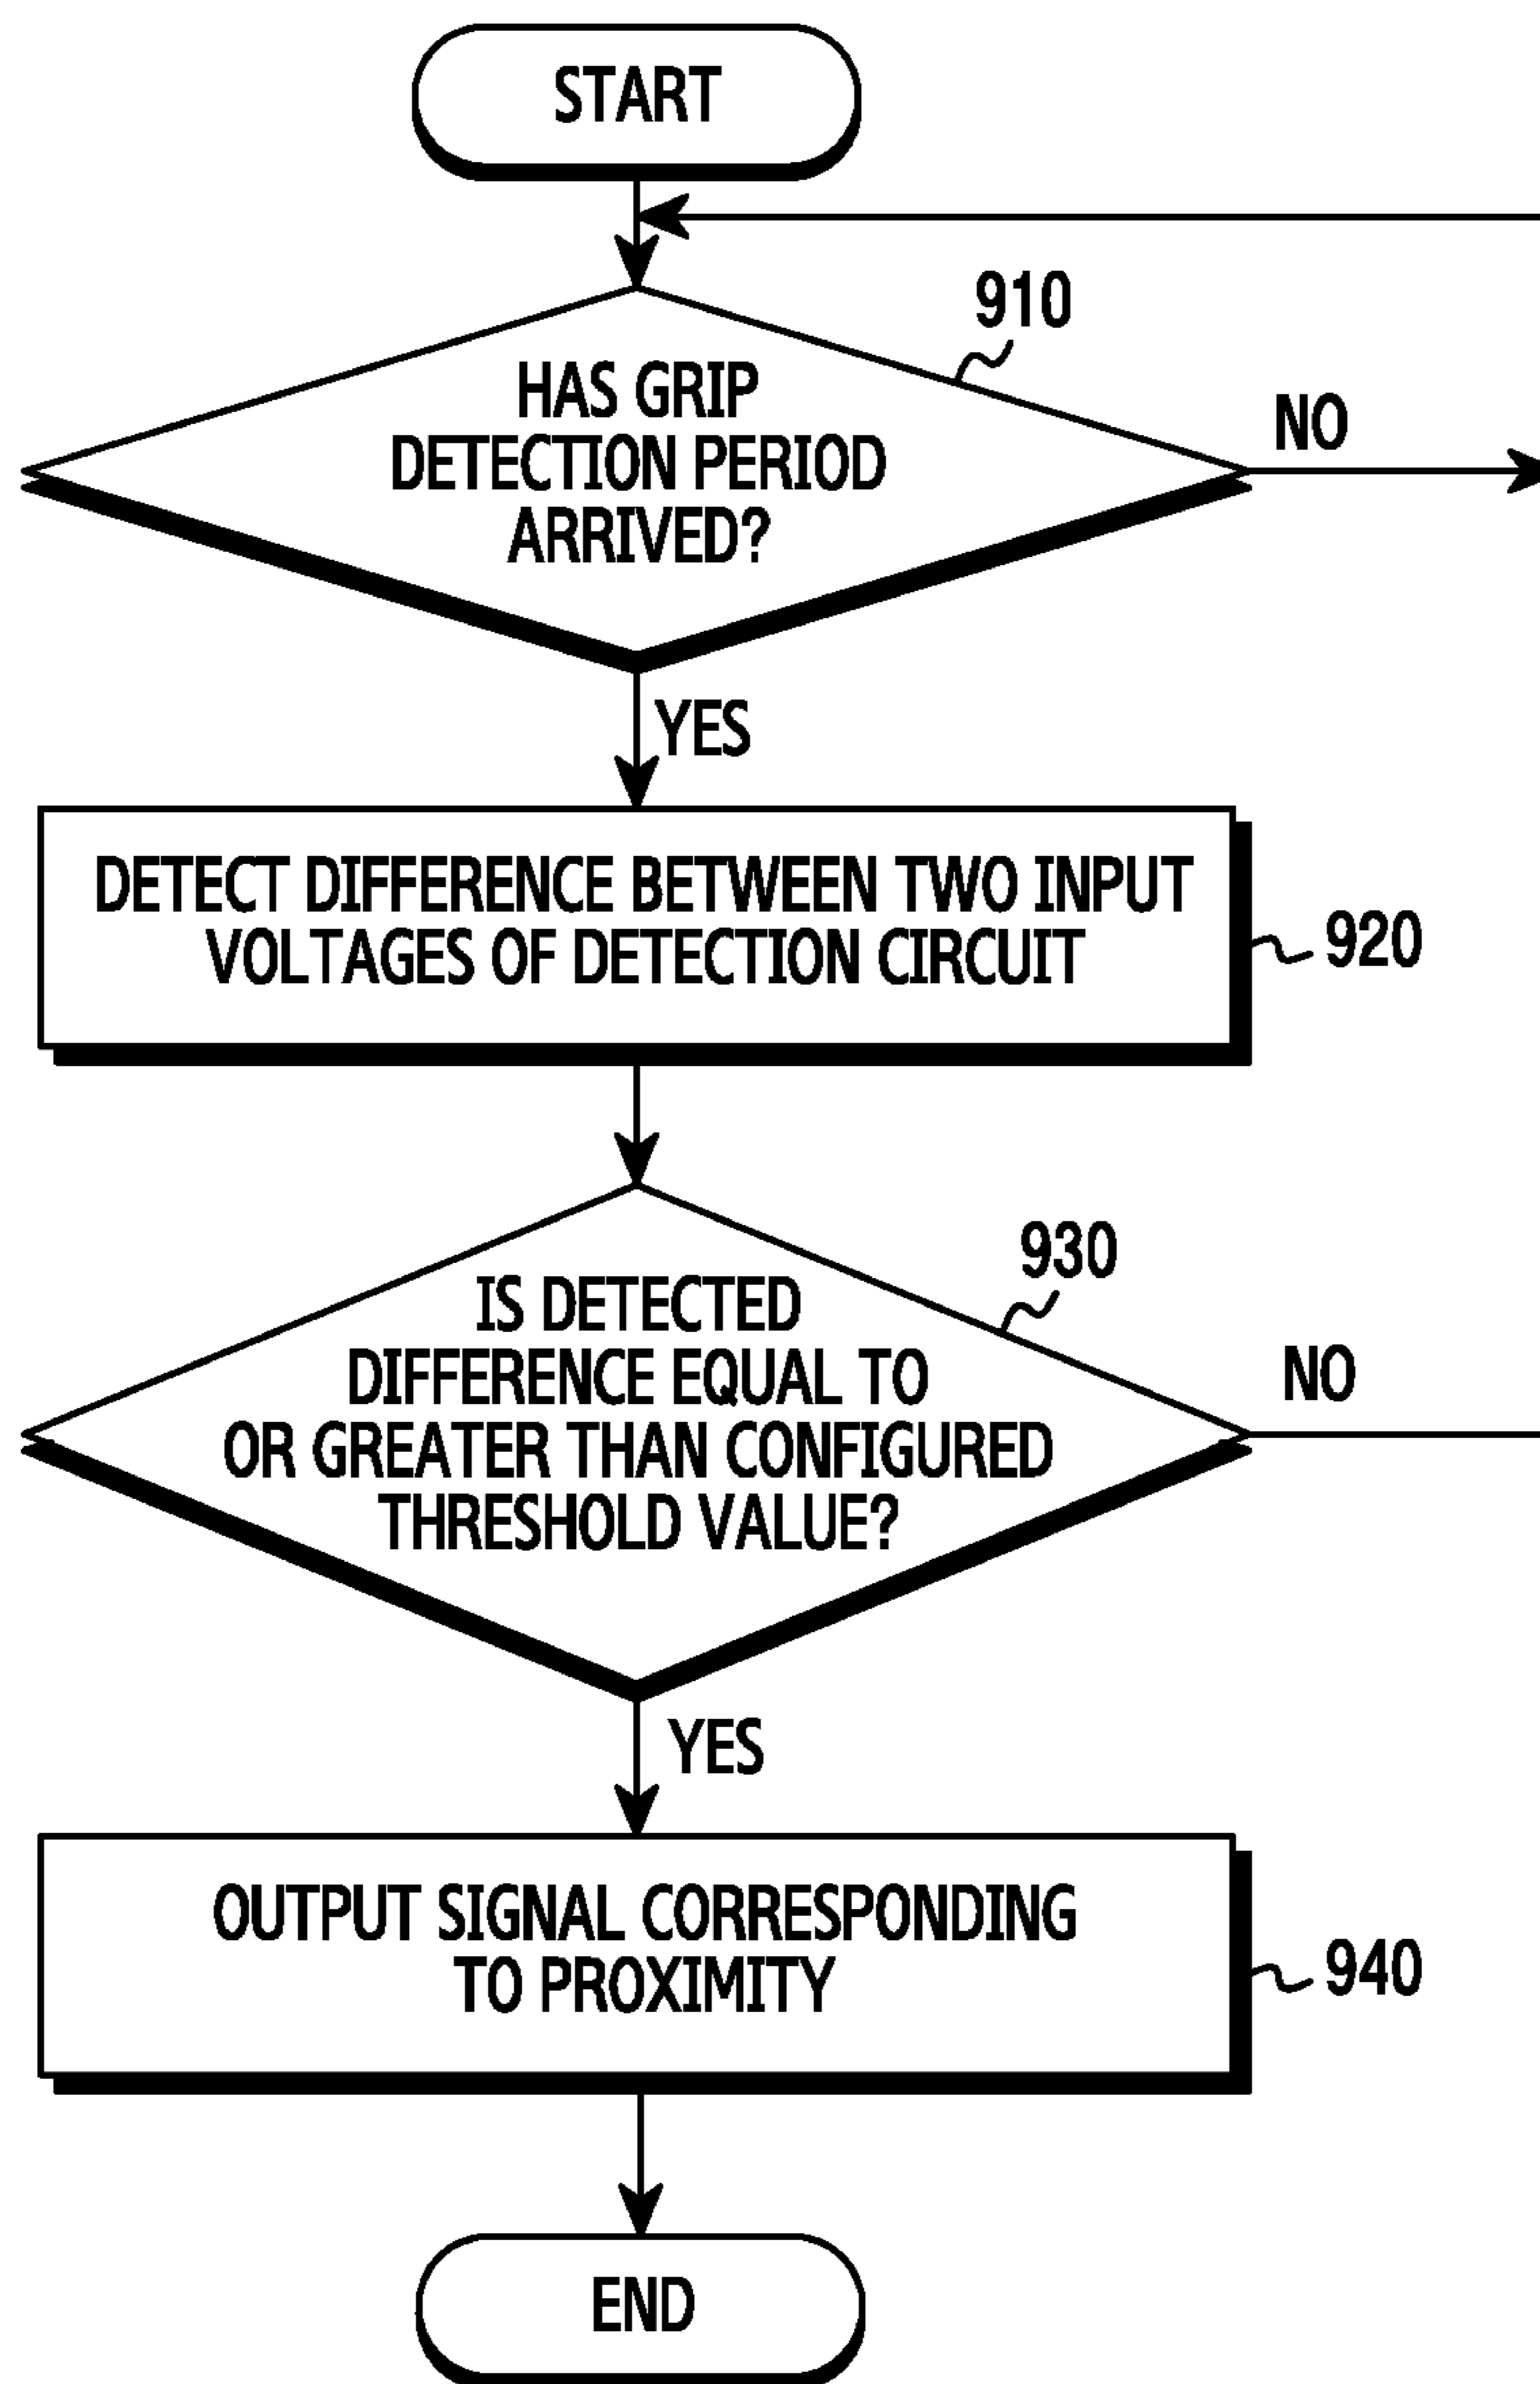 START
910
HAS GRIP
DETECTION PERIOD
ARRIVED?
NO
YES
DETECT DIFFERENCE BETWEEN TWO INPUT
VOLTAGES OF DETECTION CIRCUIT
920
930
IS DETECTED
DIFFERENCE EQUAL TO
OR GREATER THAN CONFIGURED
THRESHOLD VALUE?
NO
YES
OUTPUT SIGNAL CORRESPONDING
TO PROXIMITY
940
END